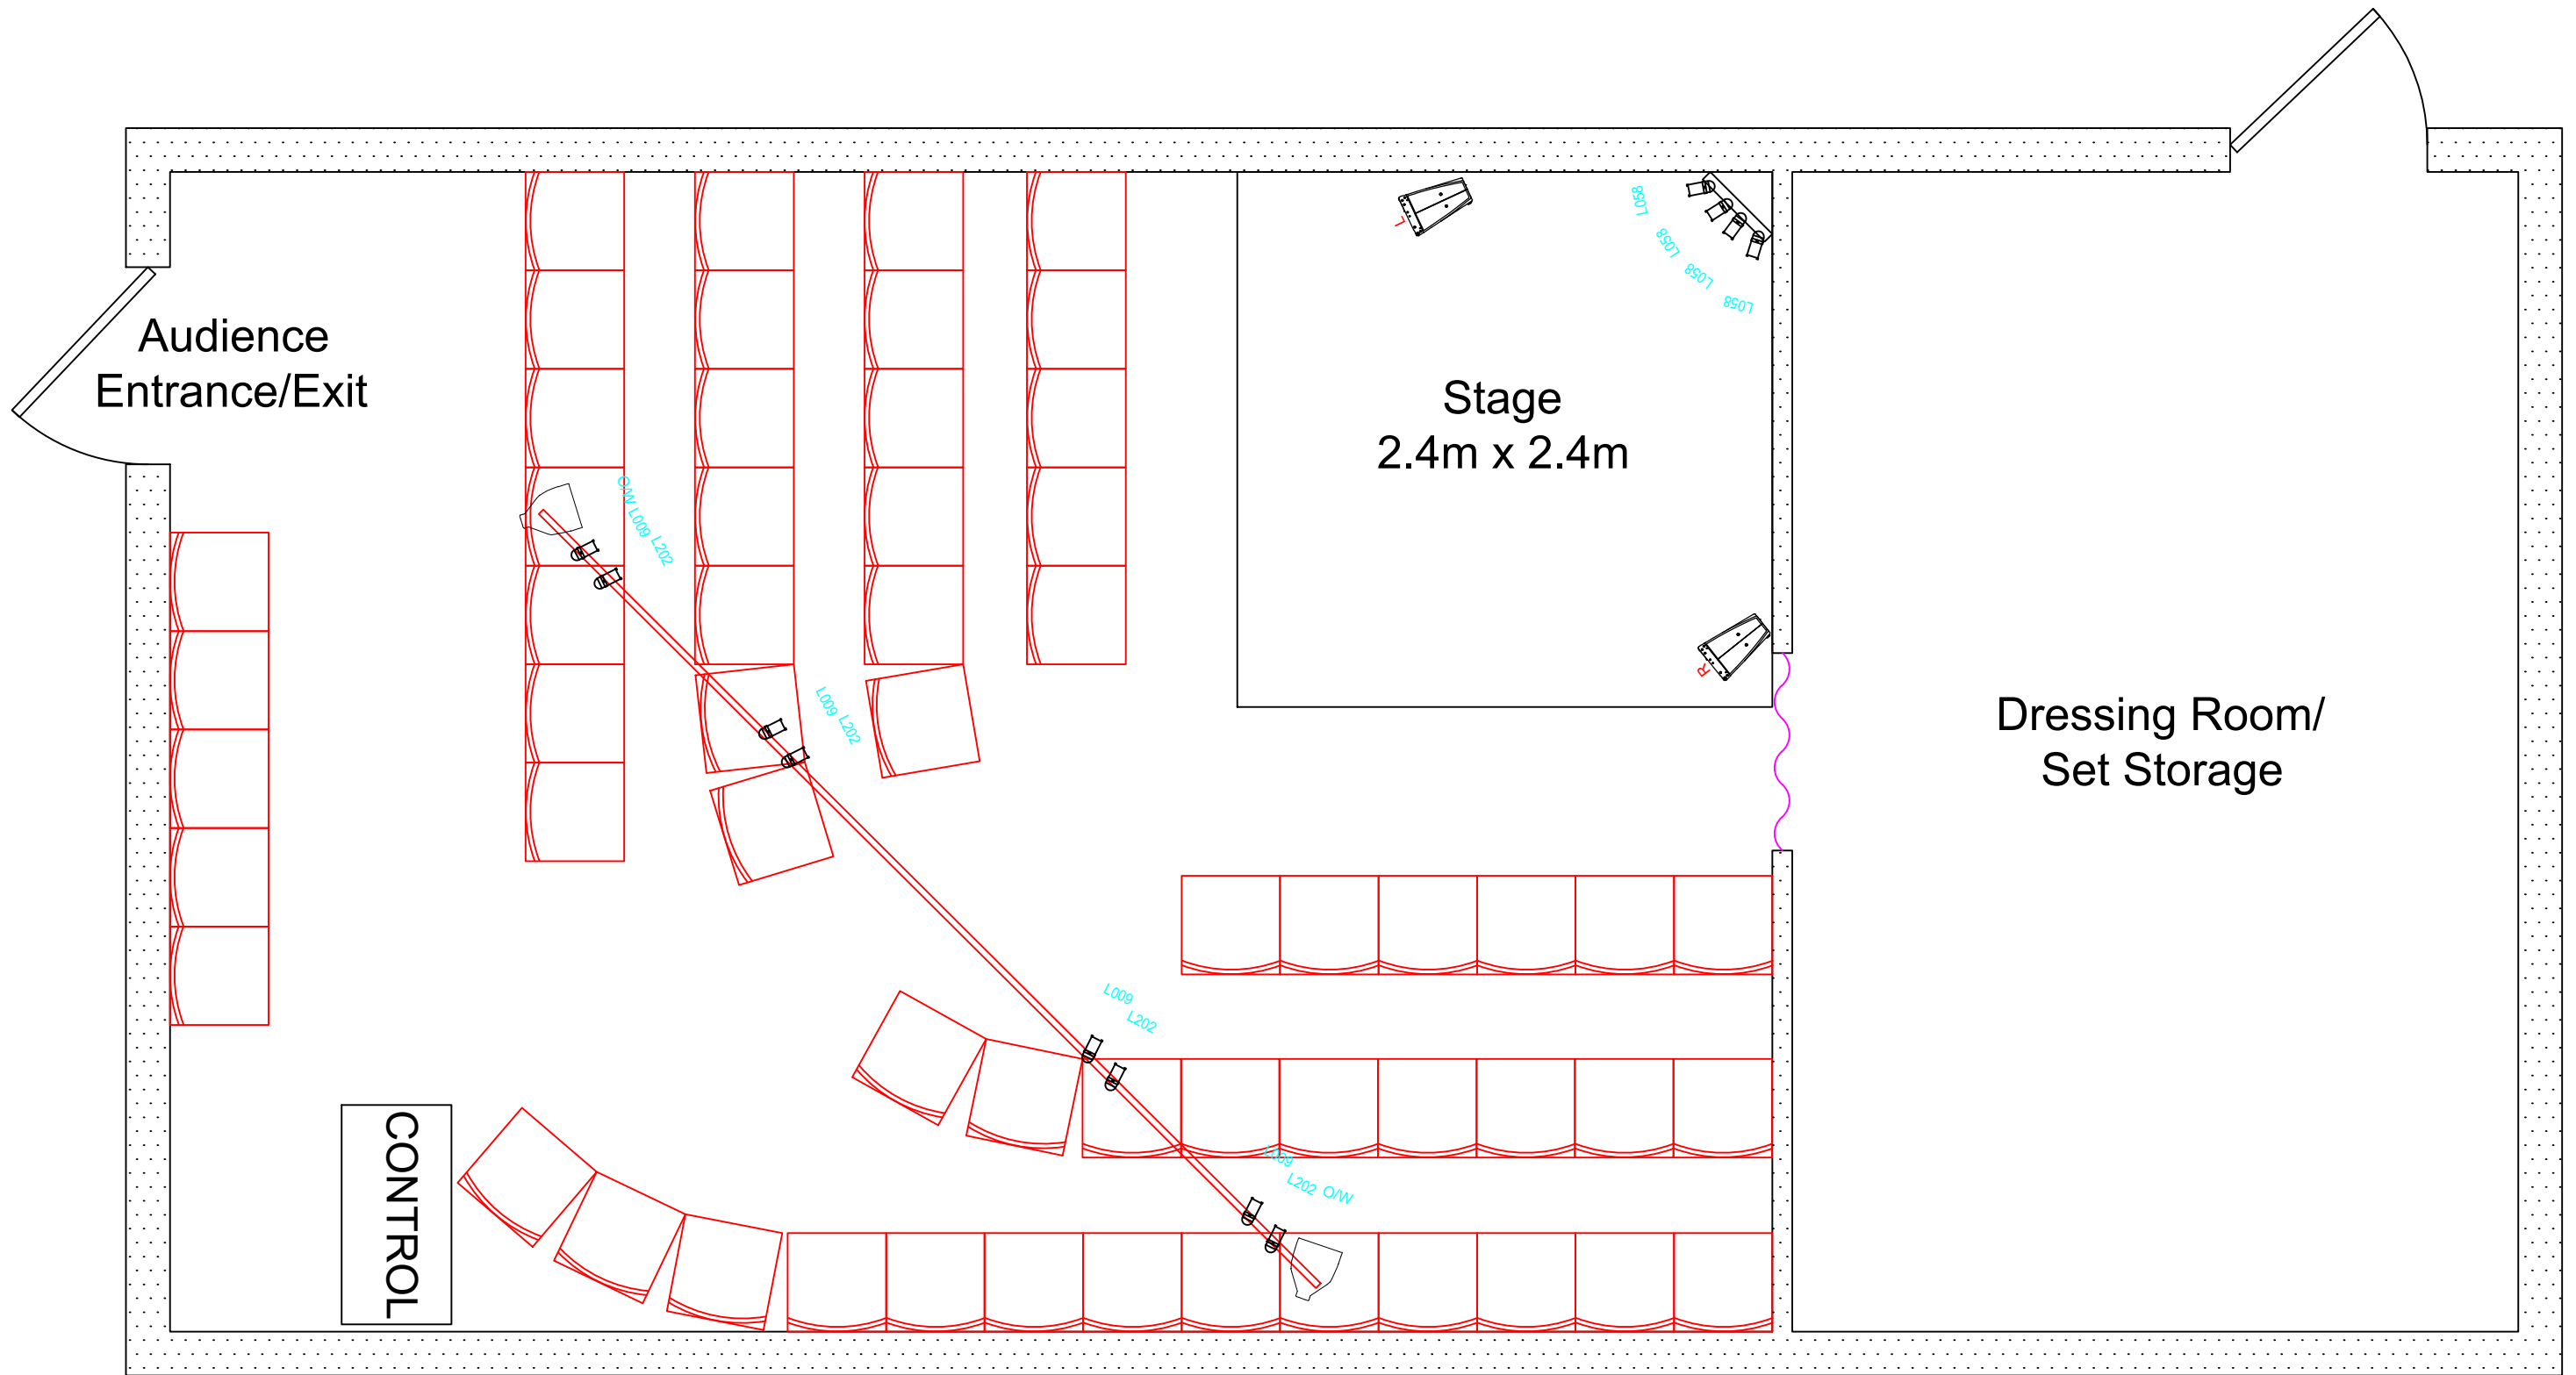 Audience
Entrance/Exit
L
L058
L058
L058
L058
Stage
2.4m x 2.4m
O/W L009 L202
R
L009 L202
Dressing Room/
Set Storage
L009
L202
CONTROL
L009
L202 O/W